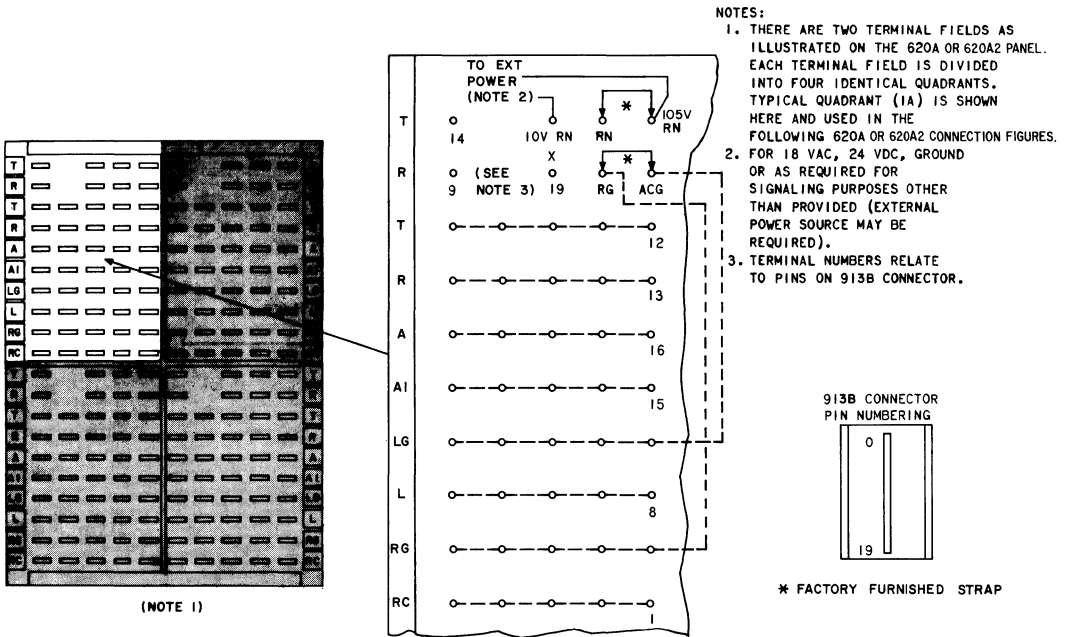 NOTES:
1. THERE ARE TWO TERMINAL FIELDS AS
ILLUSTRATED ON THE 620A OR 620A2 PANEL.
EACH TERMINAL FIELD IS DIVIDED
INTO FOUR IDENTICAL QUADRANTS.
TYPICAL QUADRANT (1A) IS SHOWN
HERE AND USED IN THE
FOLLOWING 620A OR 620A2 CONNECTION FIGURES.
2. FOR 18 VAC, 24 VDC, GROUND
OR AS REQUIRED FOR
SIGNALING PURPOSES OTHER
THAN PROVIDED (EXTERNAL
POWER SOURCE MAY BE
REQUIRED).
3. TERMINAL NUMBERS RELATE
TO PINS ON 913B CONNECTOR.
T
R
T
R
A
A1
LG
L
RG
RC
(NOTE 1)
TO EXT
POWER
(NOTE 2)
*
T
14
10V RN
RN
105V
RN
X
*
R
(SEE
9 NOTE 3) 19 RG ACG
T
12
R
13
A
16
A1
15
LG
L
8
RG
RC
1
913B CONNECTOR
PIN NUMBERING
0
19
* FACTORY FURNISHED STRAP